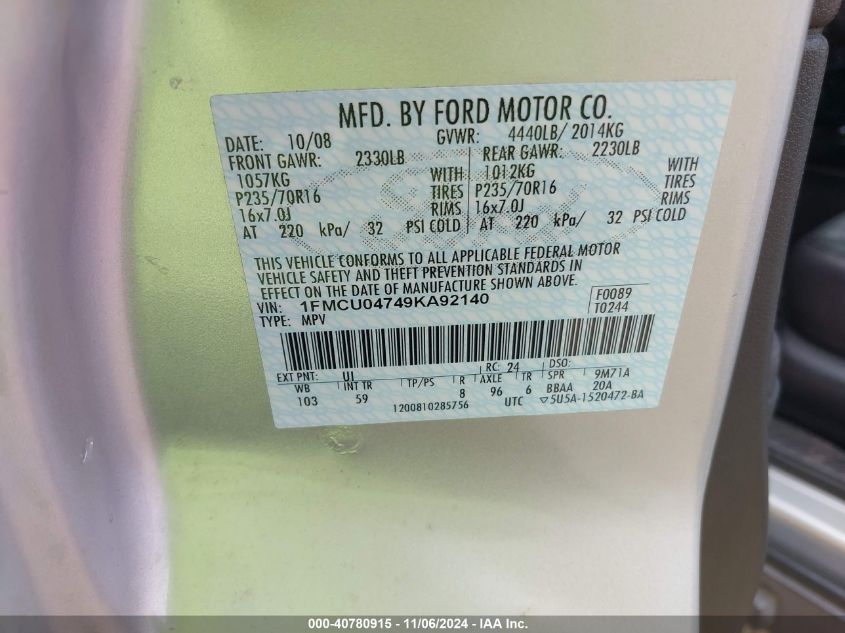 MFD. BY FORD MOTOR CO.
DATE: 10/08 GVWR: 4440LB/ 2014KG
FRONT GAWR: 2330LB REAR GAWR: 2230LB
1057KG WITH 1012KG WITH
P235/70R16 TIRES P235/70R16 TIRES
16x7.0J RIMS 16x7.0J RIMS
AT 220 kPa/ 32 PSI COLD AT 220 kPa/ 32 PSI COLD
THIS VEHICLE CONFORMS TO ALL APPLICABLE FEDERAL MOTOR
VEHICLE SAFETY AND THEFT PREVENTION STANDARDS IN
EFFECT ON THE DATE OF MANUFACTURE SHOWN ABOVE.
VIN: 1FMCU04749KA92140 F0089
TYPE: MPV T0244
EXT PNT: UI RC: 24 DSO:
WB INT TR TP/PS R AXLE TR SPR 9M71A
103 59 8 96 6 BBAA 20A
1200810285756 UTC ▽5U5A-1520472-BA
000-40780915 - 11/06/2024 - IAA Inc.